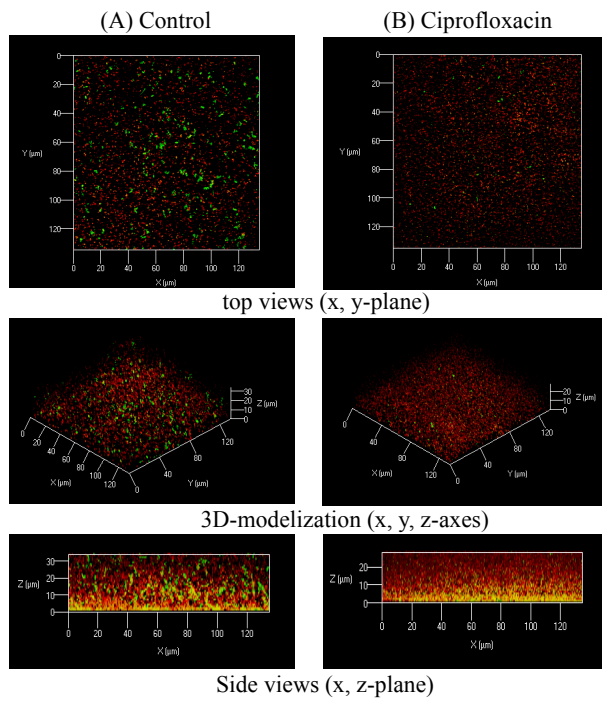 (A) Control (B) Ciprofloxacin
0
20
40
60
80
100
120
Y [µm]
0 20 40 60 80 100 120
X [µm]
0
20
40
60
80
100
120
Y [µm]
0 20 40 60 80 100 120
X [µm]
top views (x, y-plane)
30
20
10
0
Z [µm]
0 20 40 60 80 100 120
X [µm]
0 40 80 120
Y [µm]
20
10
0
Z [µm]
0 40 80 120
X [µm]
0 40 80 120
Y [µm]
3D-modelization (x, y, z-axes)
30
20
10
0
Z [µm]
0 20 40 60 80 100 120
X [µm]
20
10
0
Z [µm]
0 20 40 60 80 100 120
X [µm]
Side views (x, z-plane)